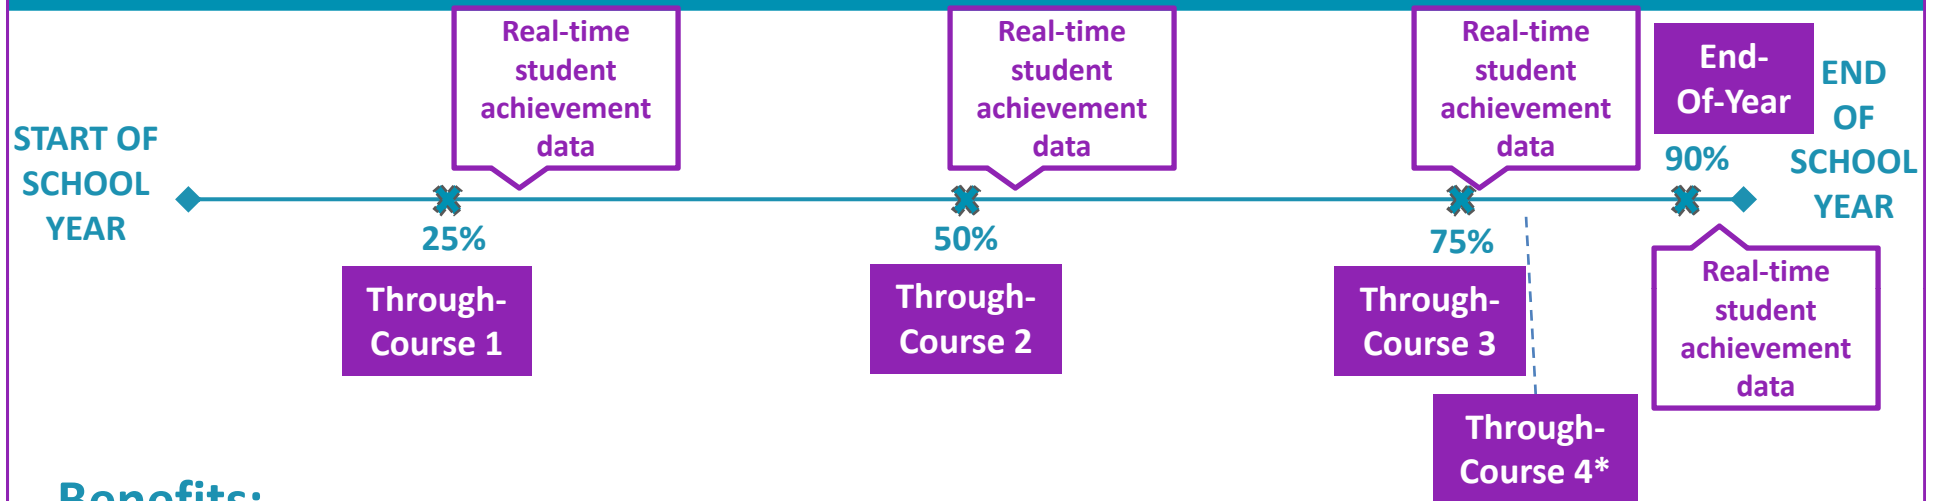 Real-time
student
achievement
data
Real-time
student
achievement
data
Real-time
student
achievement
data
End-
Of-Year
END
OF
SCHOOL
YEAR
START OF
SCHOOL
YEAR
90%
25%
50%
75%
Through-
Course 1
Through-
Course 2
Through-
Course 3
Real-time
student
achievement
data
Through-
Course 4*
Benefits: